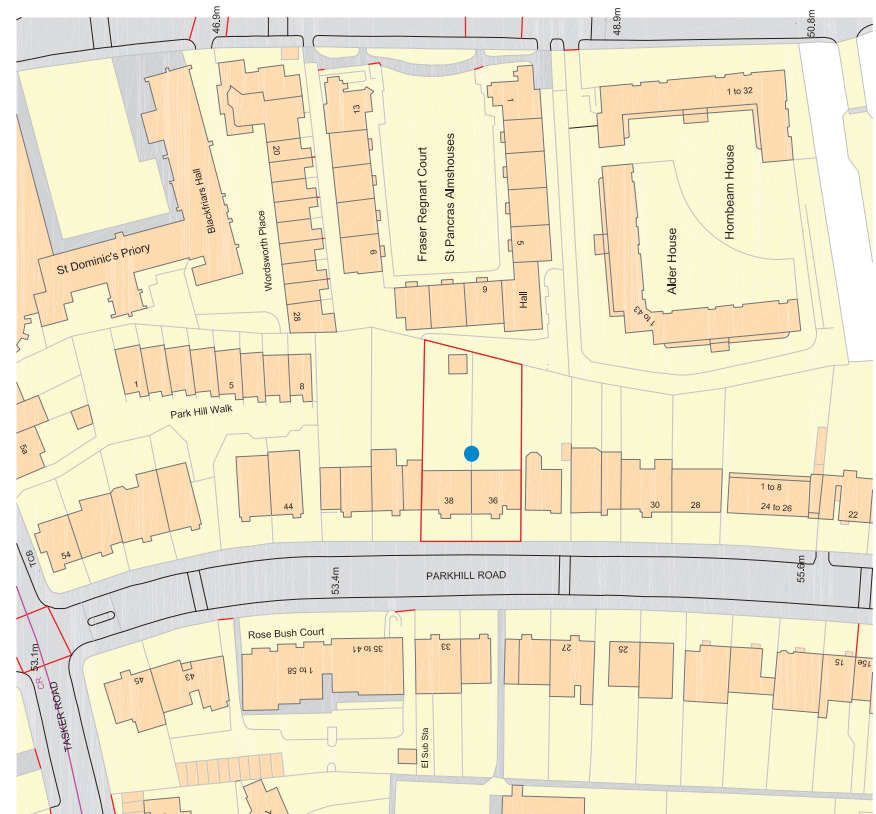 46.9m
48.9m
50.8m
1 to 32
13
1
20
Fraser Regnart Court
St Pancras Almshouses
Hornbeam House
Blackfriars Hall
Wordsworth Place
St Dominic's Priory
6
5
Alder House
9
Hall
28
1 to 43
1
5
8
Park Hill Walk
6a
44
38
36
30
28
1 to 8
24 to 26
22
54
TCB
53.4m
PARKHILL ROAD
55.6m
Rose Bush Court
35 to 41
33
27
25
15
15e
1 to 58
45
43
53.1m
CR
TASKER ROAD
El Sub Sta